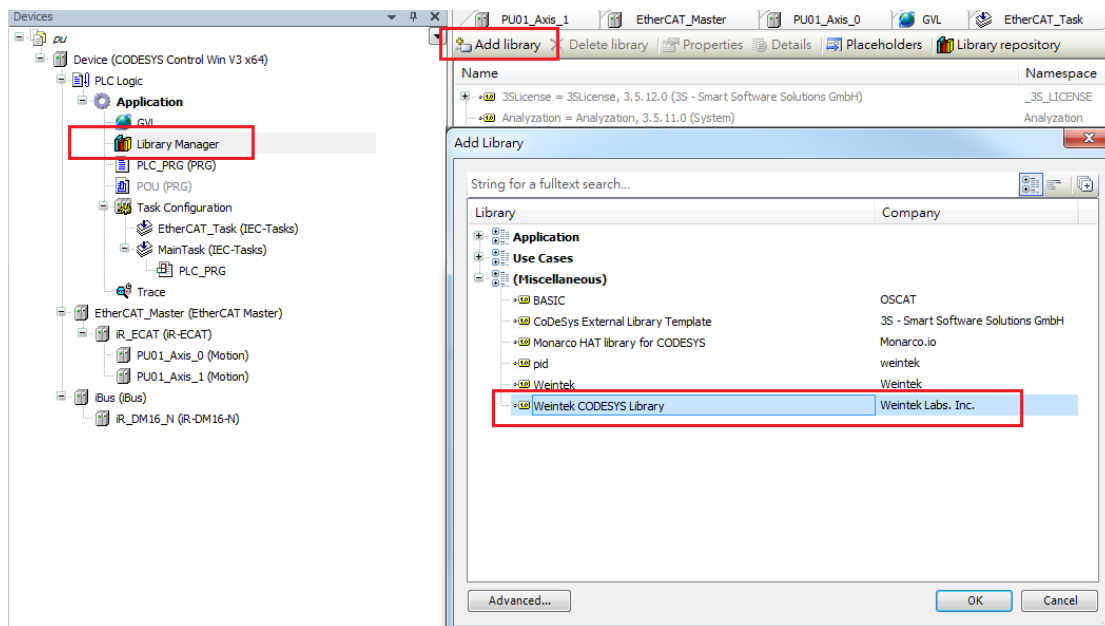 Devices
pu
Device (CODESYS Control Win V3 x64)
PLC Logic
Application
GVL
Library Manager
PLC_PRG (PRG)
POU (PRG)
Task Configuration
EtherCAT_Task (IEC-Tasks)
MainTask (IEC-Tasks)
PLC_PRG
Trace
EtherCAT_Master (EtherCAT Master)
iR_ECAT (iR-ECAT)
PU01_Axis_0 (Motion)
PU01_Axis_1 (Motion)
iBus (iBus)
iR_DM16_N (iR-DM16-N)
PU01_Axis_1 EtherCAT_Master PU01_Axis_0 GVL EtherCAT_Task
Add library Delete library Properties Details Placeholders Library repository
Name Namespace
3SLicense = 3SLicense, 3.5.12.0 (3S - Smart Software Solutions GmbH) _3S_LICENSE
Analyzation = Analyzation, 3.5.11.0 (System) Analyzation
Add Library
String for a fulltext search...
Library Company
Application
Use Cases
(Miscellaneous)
BASIC OSCAT
CoDeSys External Library Template 3S - Smart Software Solutions GmbH
Monarco HAT library for CODESYS Monarco.io
pid weintek
Weintek Weintek
Weintek CODESYS Library Weintek Labs. Inc.
Advanced... OK Cancel